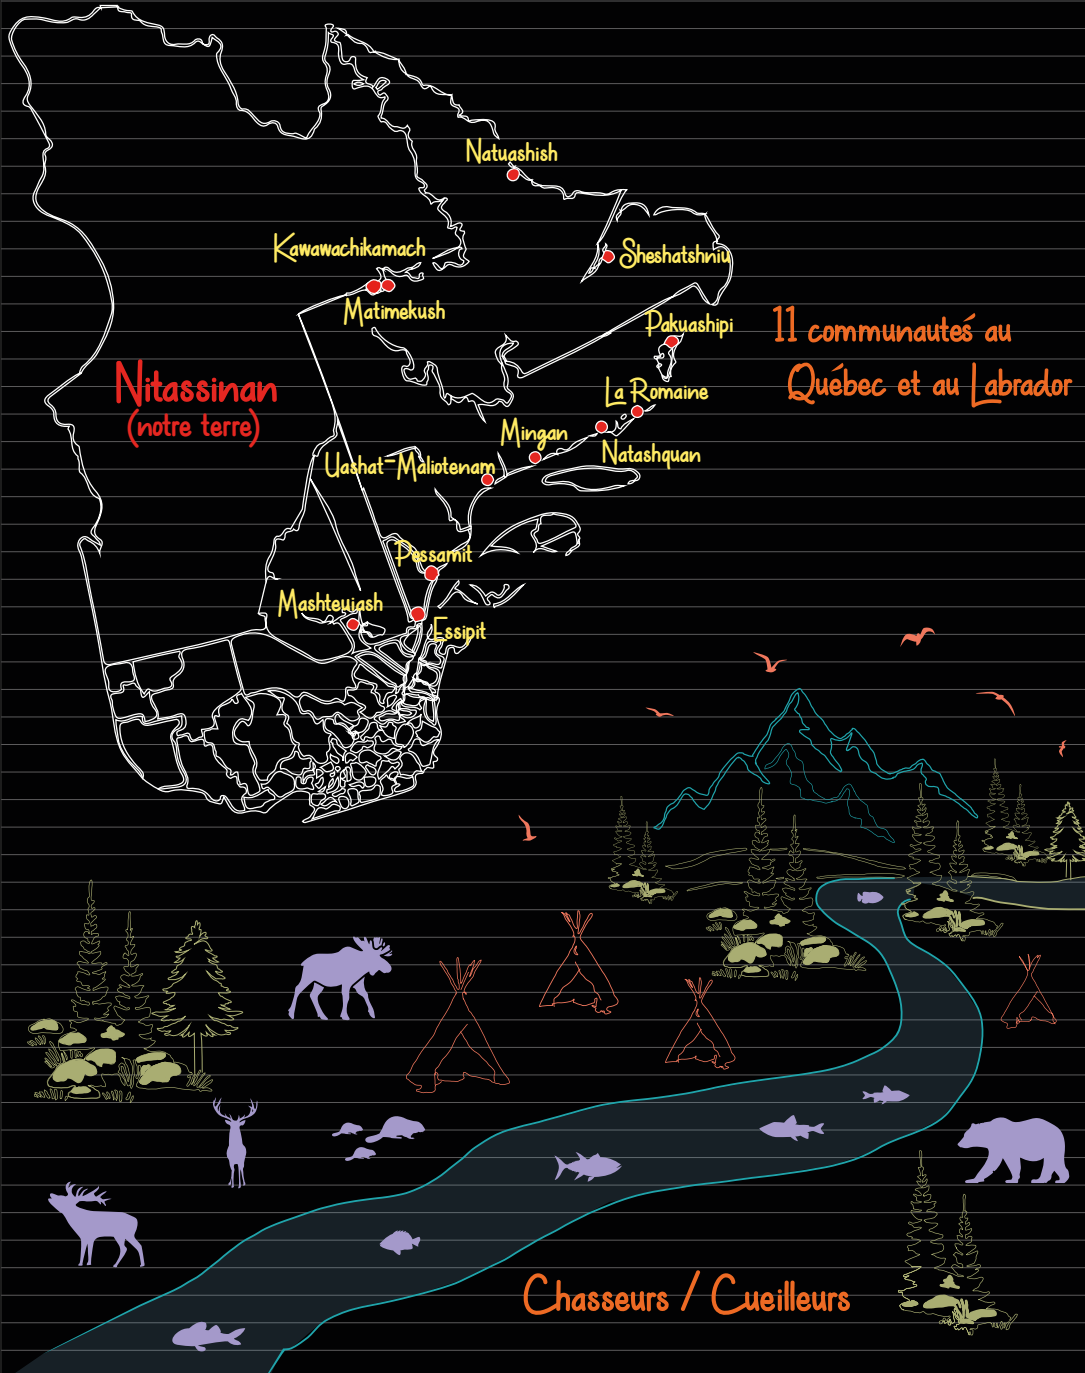 Natuashish
Kawawachikamach
Sheshatshniu
Matimekush
Pakuashipi
11 communautés au
Québec et au Labrador
Nitassinan
(notre terre)
La Romaine
Mingan
Natashquan
Uashat-Maliotenam
Pessamit
Mashteuiash
Essipit
Chasseurs / Cueilleurs